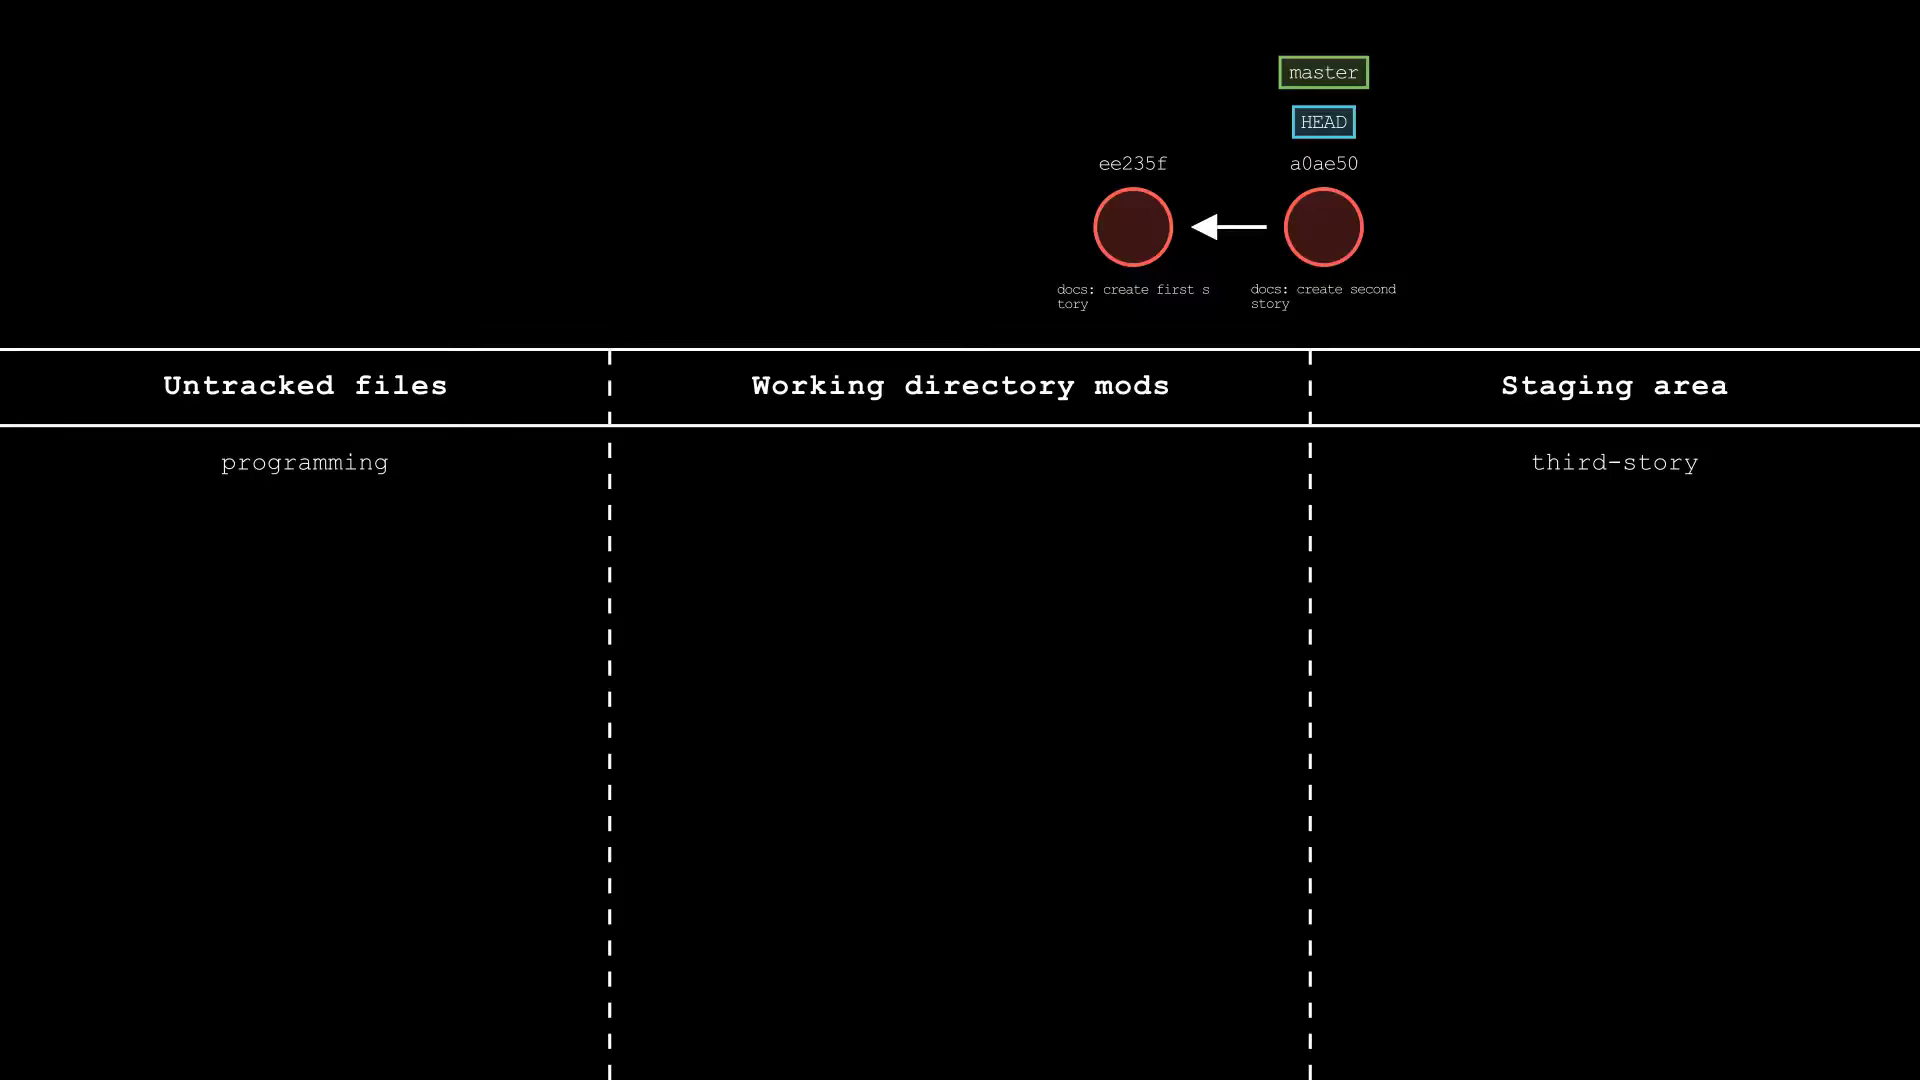 master
HEAD
ee235f
a0ae50
docs: create first s
tory
docs: create second
story
Untracked files
Working directory mods
Staging area
programming
third-story